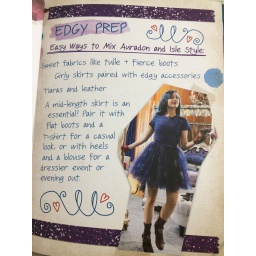 EDGY PREP
Easy Ways to Mix Auradon and Isle Style:
Sweet fabrics like tulle + fierce boots
Girly skirts paired with edgy accessories
Tiaras and leather
A mid-length skirt is an
essential! Pair it with
flat boots and a
T-shirt for a casual
look, or with heels
and a blouse for a
dressier event or
evening out.